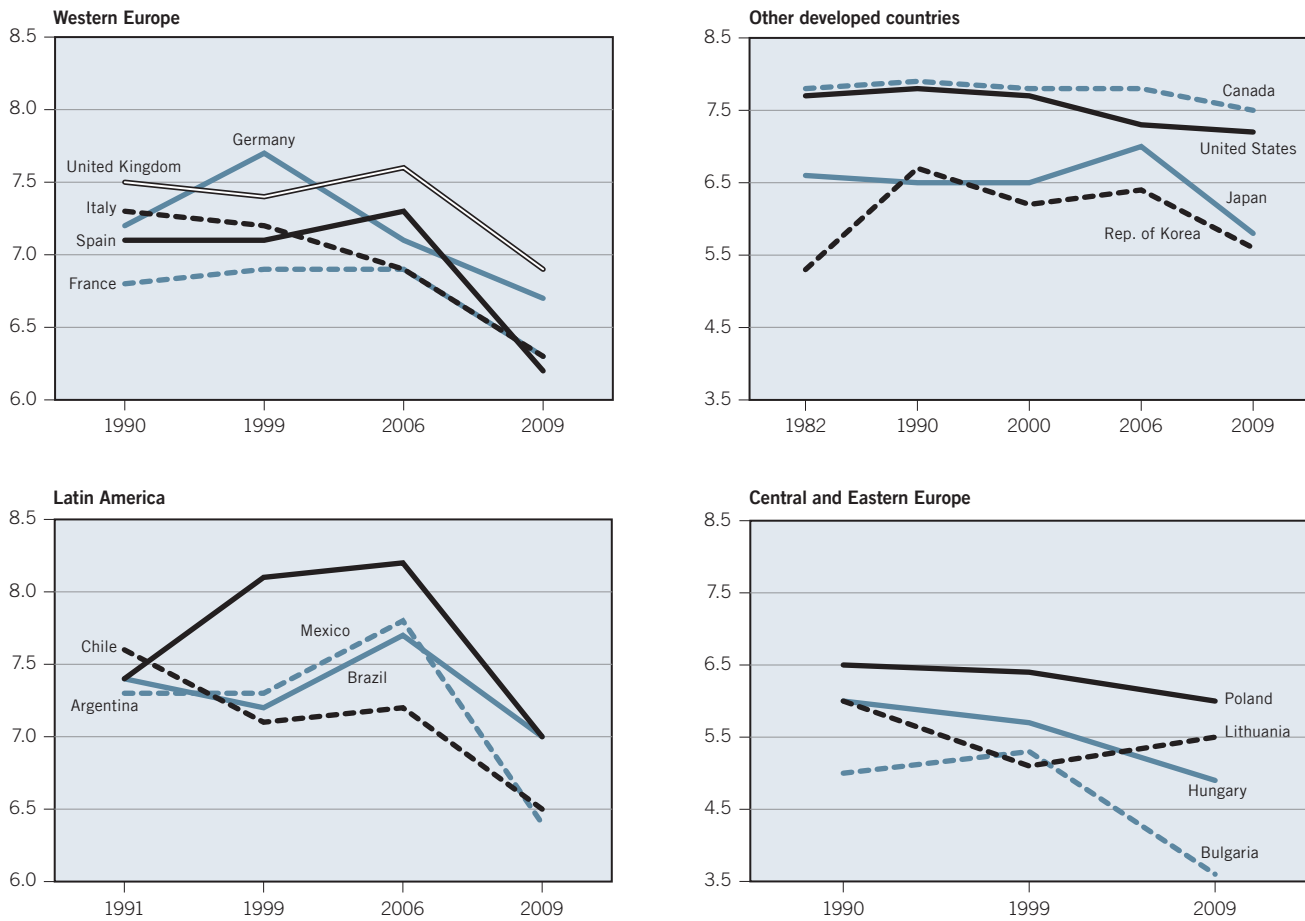 Western Europe
8.5
8.0
7.5
7.0
6.5
6.0
Germany
United Kingdom
Italy
Spain
France
1990 1999 2006 2009
Other developed countries
8.5
7.5
6.5
5.5
4.5
3.5
Canada
United States
Japan
Rep. of Korea
1982 1990 2000 2006 2009
Latin America
8.5
8.0
7.5
7.0
6.5
6.0
Mexico
Chile
Brazil
Argentina
1991 1999 2006 2009
Central and Eastern Europe
8.5
7.5
6.5
5.5
4.5
3.5
Poland
Lithuania
Hungary
Bulgaria
1990 1999 2009